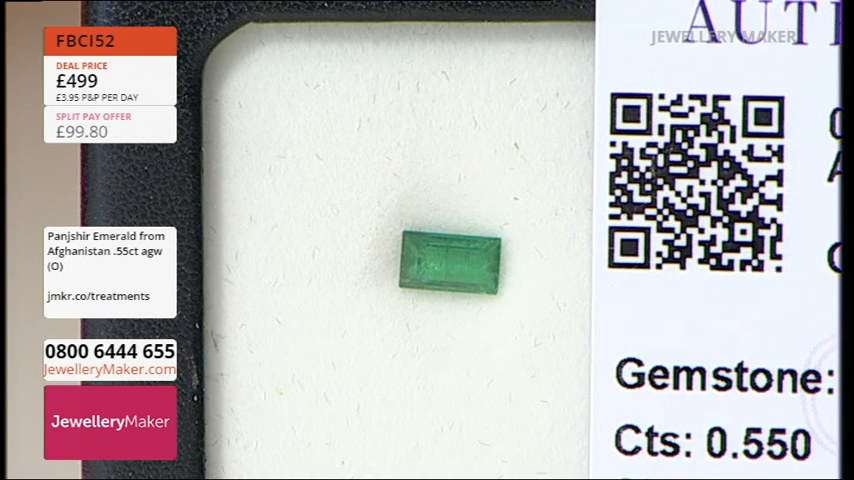 FBCI52
DEAL PRICE
£499
£3.95 P&P PER DAY
SPLIT PAY OFFER
£99.80
Panjshir Emerald from
Afghanistan .55ct agw
(O)
jmkr.co/treatments
0800 6444 655
JewelleryMaker.com
JewelleryMaker
JEWELLERY MAKER
Gemstone:
Cts: 0.550